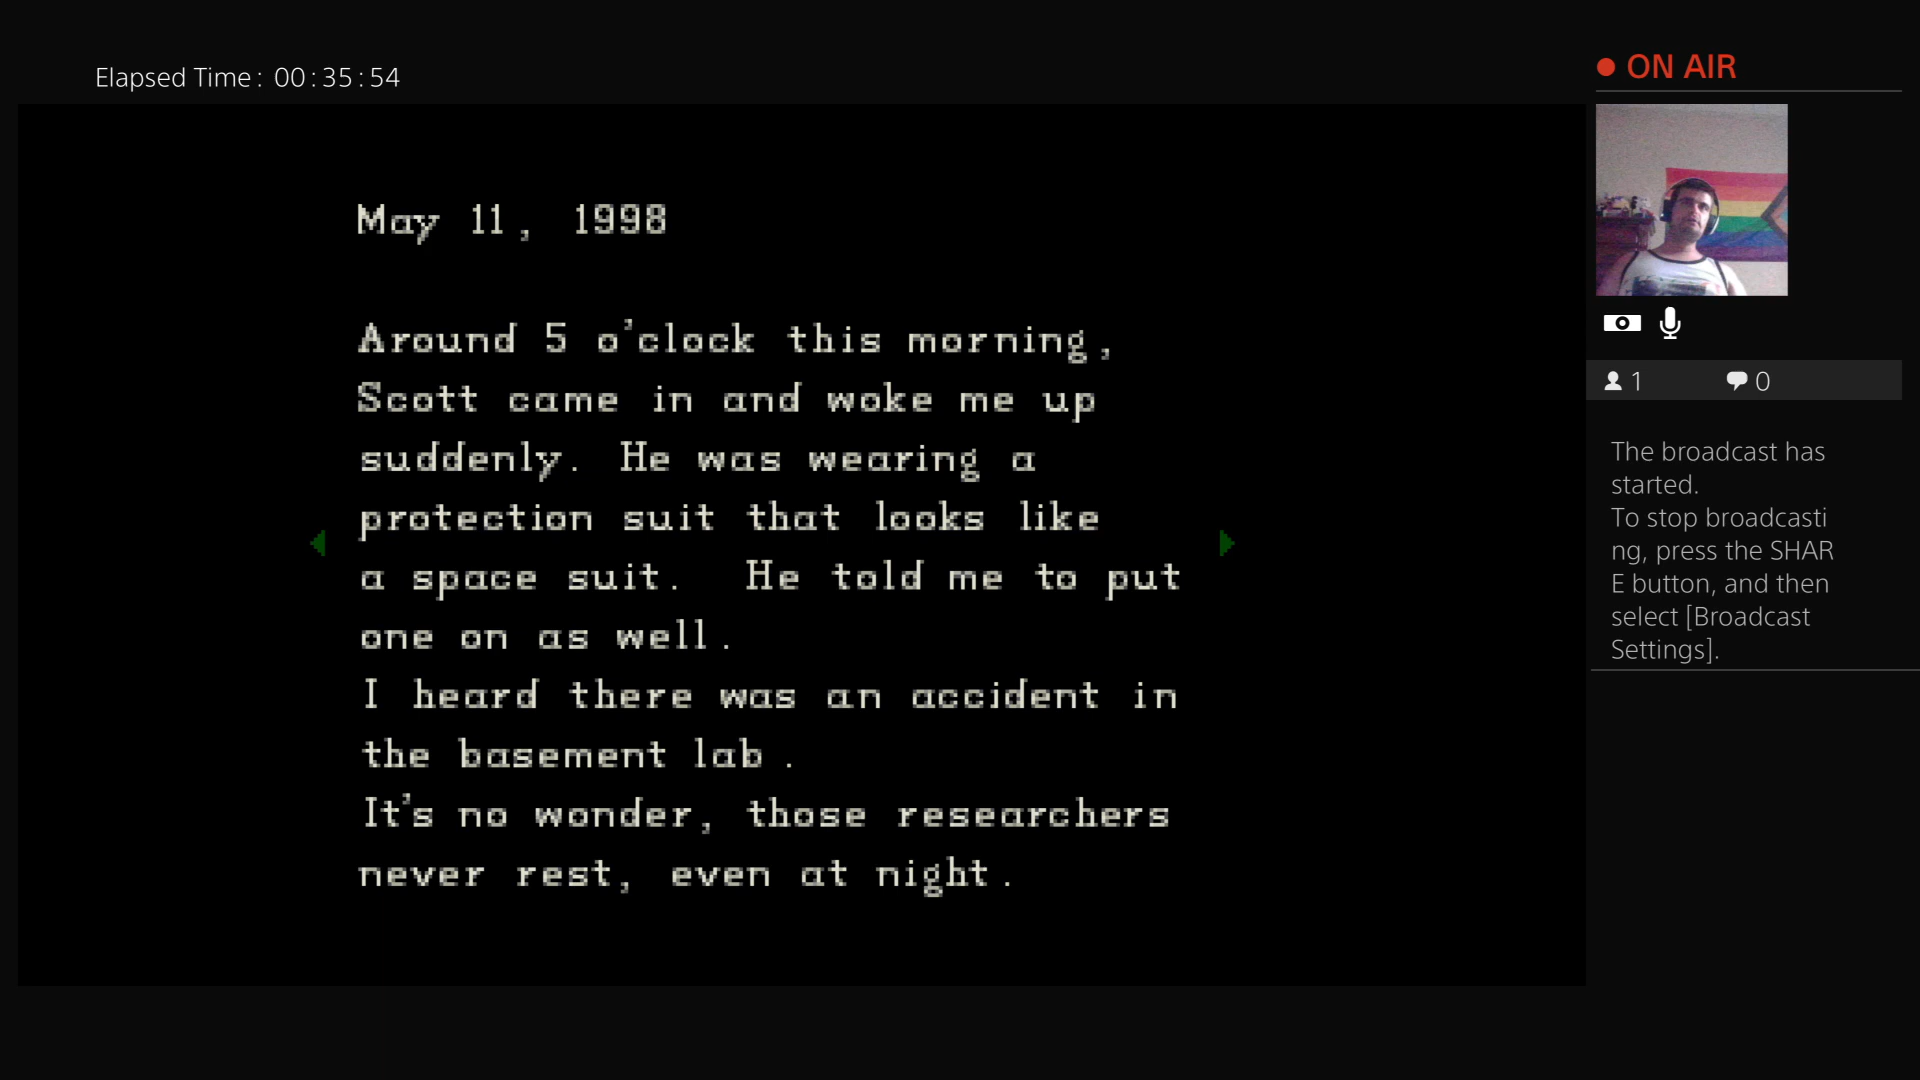 Elapsed Time: 00:35:54
ON AIR
May 11, 1998
Around 5 o'clock this morning,
Scott came in and woke me up
suddenly. He was wearing a
protection suit that looks like
a space suit. He told me to put
one on as well.
I heard there was an accident in
the basement lab .
It's no wonder, those researchers
never rest, even at night.
1
0
The broadcast has
started.
To stop broadcasti
ng, press the SHAR
E button, and then
select [Broadcast
Settings].